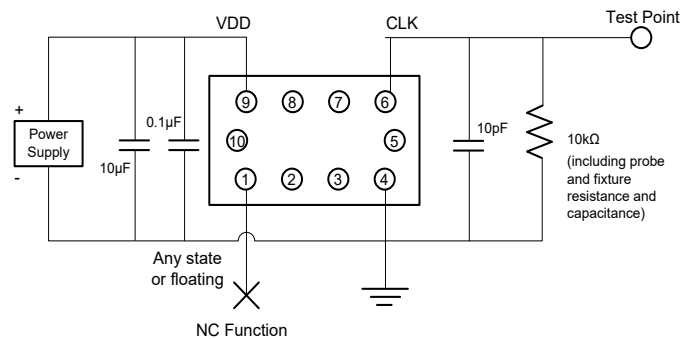 VDD
CLK
Test Point
+
Power
Supply
-
10µF
0.1µF
9
8
7
6
10
5
1
2
3
4
10pF
10kΩ
(including probe
and fixture
resistance and
capacitance)
Any state
or floating
NC Function